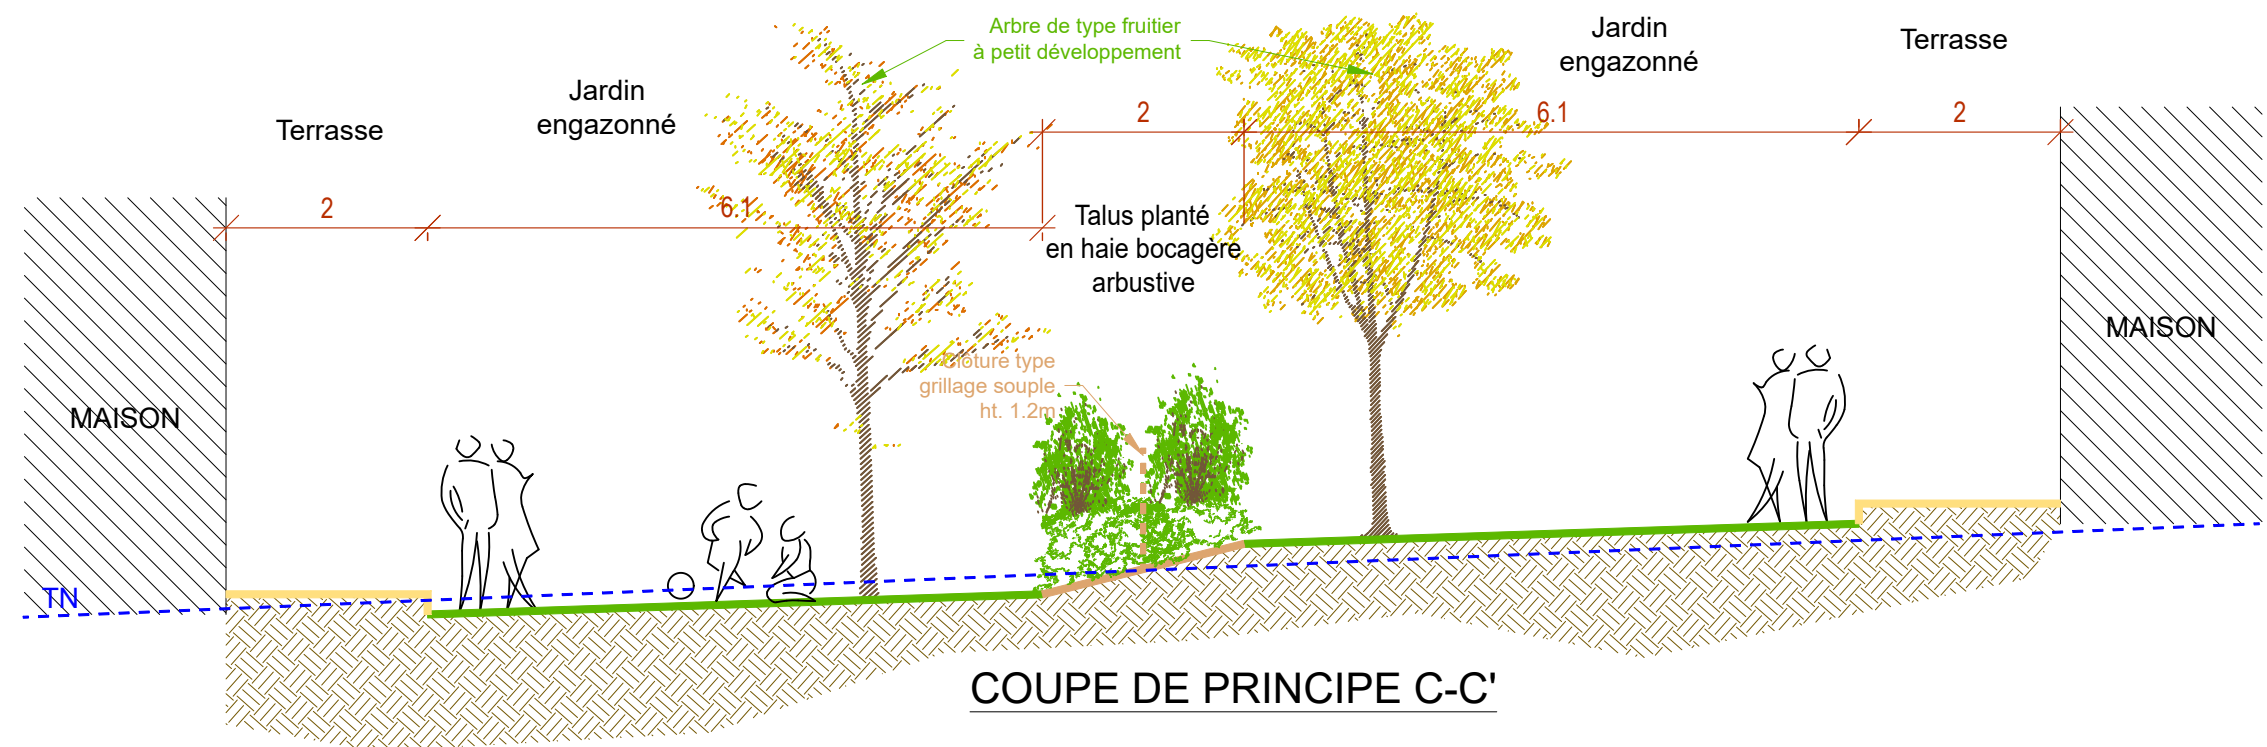 Arbre de type fruitier
à petit développement
Jardin
engazonné
Terrasse
Jardin
engazonné
Terrasse
2
6.1
2
2
6.1
Talus planté
en haie bocagère
arbustive
MAISON
Clôture type
grillage souple
ht. 1.2m
MAISON
TN
COUPE DE PRINCIPE C-C'